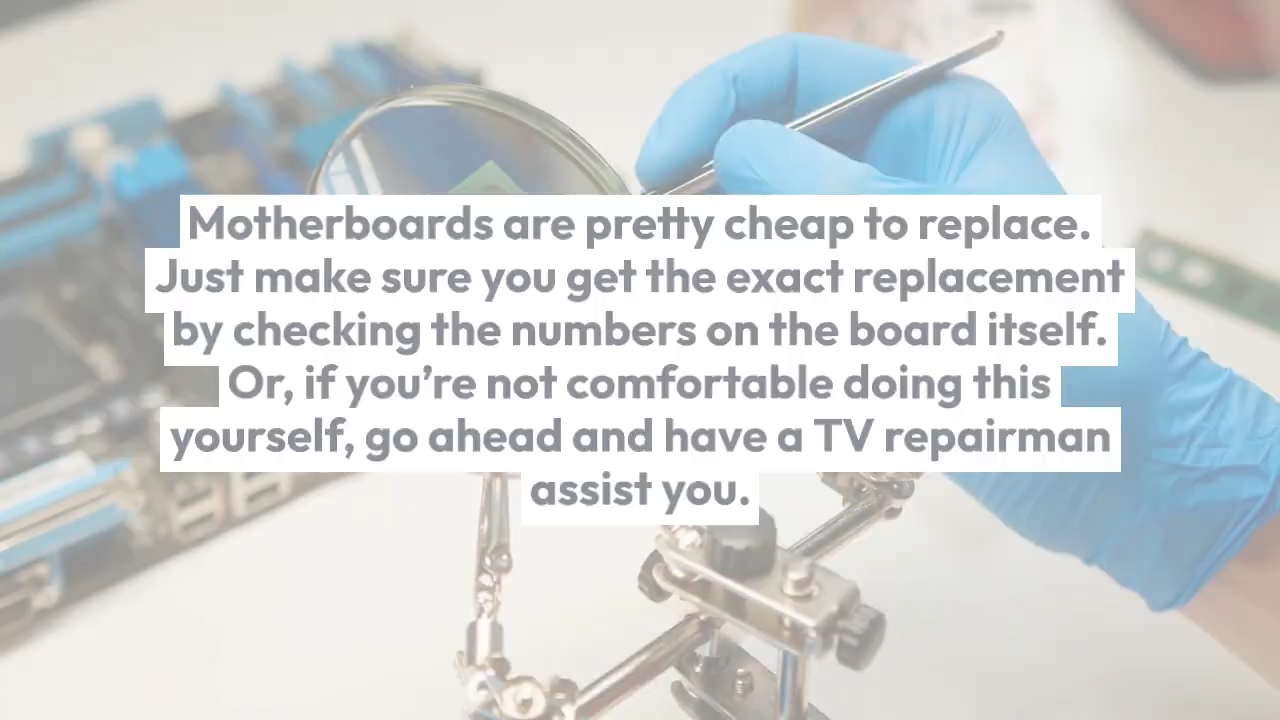 Motherboards are pretty cheap to replace.
Just make sure you get the exact replacement
by checking the numbers on the board itself.
Or, if you’re not comfortable doing this
yourself, go ahead and have a TV repairman
assist you.